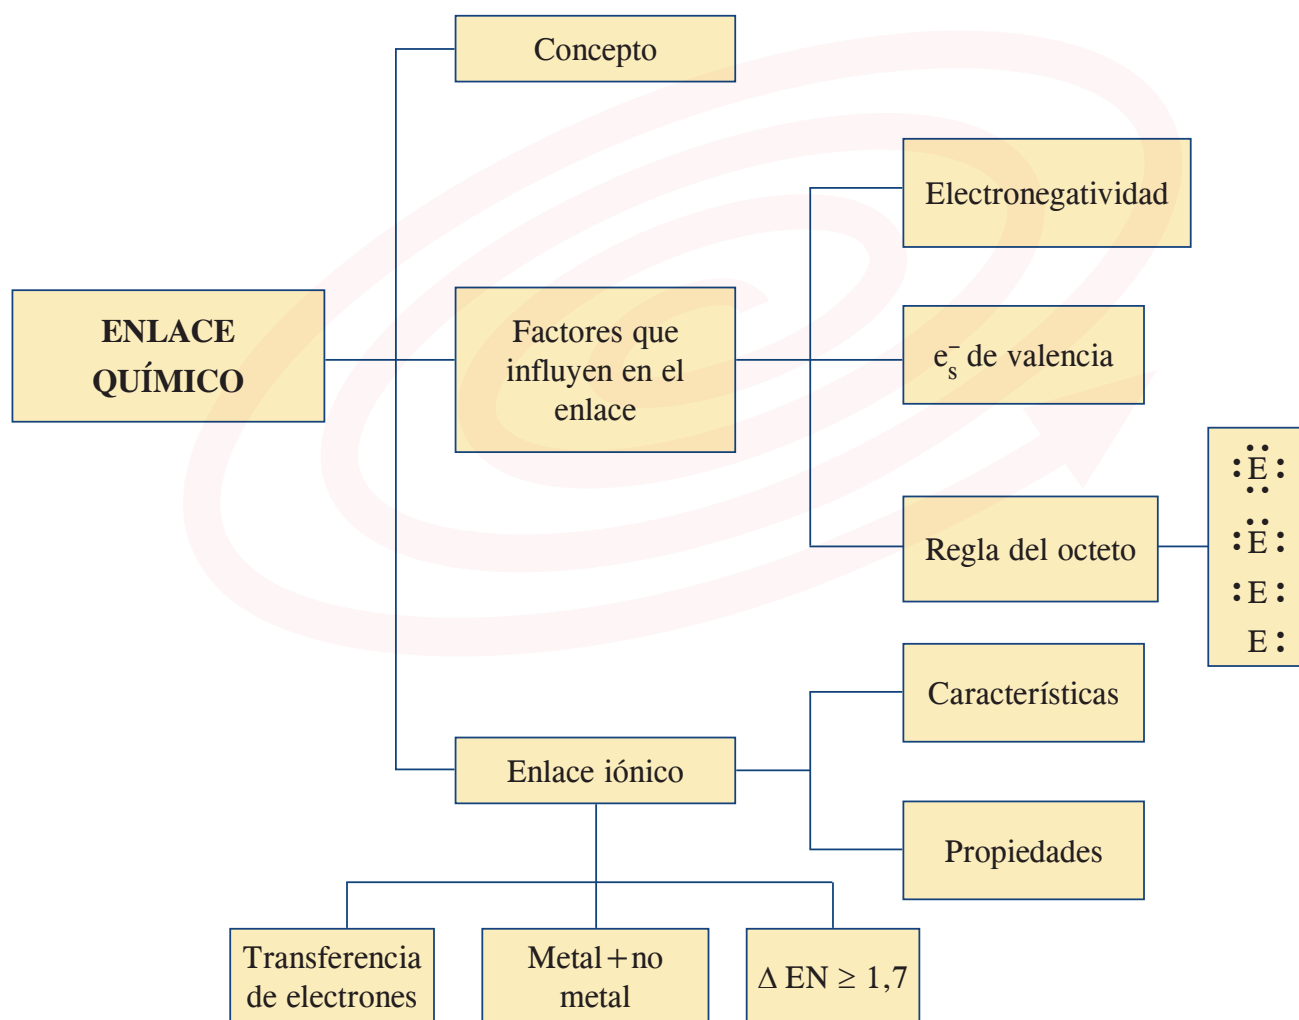 Concepto
Electronegatividad
ENLACE
QUÍMICO
Factores que
influyen en el
enlace
e⁻ₛ de valencia
Regla del octeto
:Ë̤:
:Ë:
:E:
E:
Características
Enlace iónico
Propiedades
Transferencia
de electrones
Metal+no
metal
Δ EN ≥ 1,7